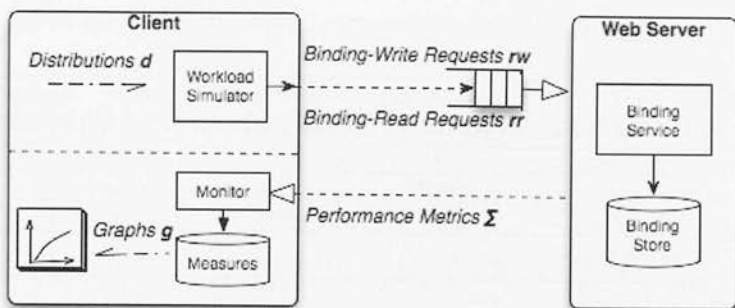 Client
Web Server
Distributions d
Workload
Simulator
Binding-Write Requests rw
Binding-Read Requests rr
Binding
Service
Monitor
Performance Metrics Σ
Graphs g
Measures
Binding
Store